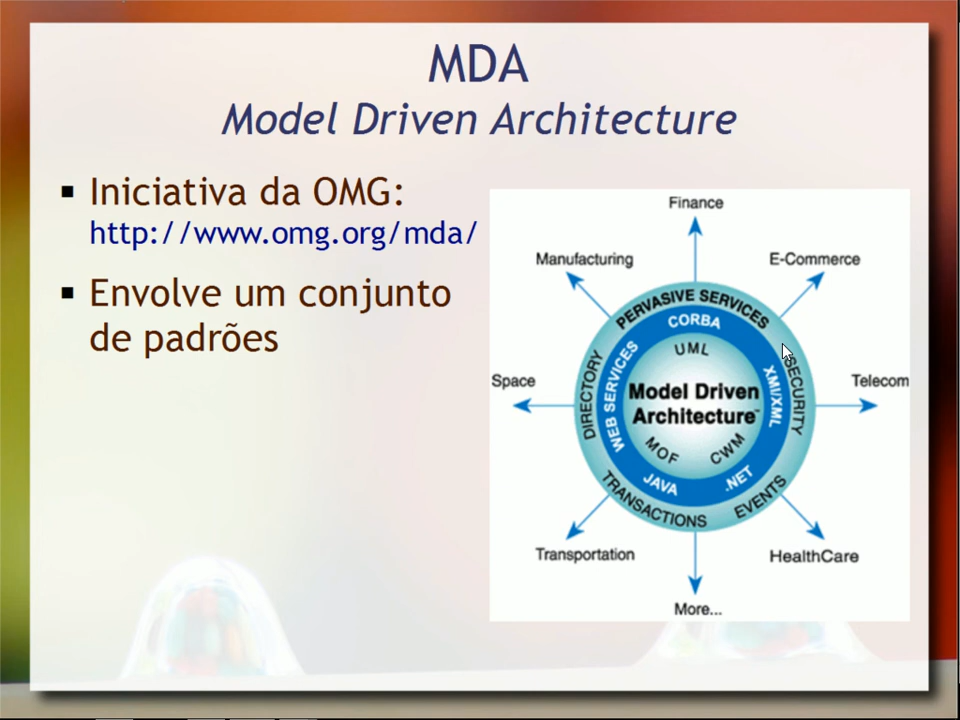 MDA
Model Driven Architecture
▪ Iniciativa da OMG:
http://www.omg.org/mda/
▪ Envolve um conjunto
de padrões
Finance
Manufacturing
E-Commerce
PERVASIVE SERVICES
CORBA
UML
DIRECTORY
WEB SERVICES
XMI/XML
SECURITY
Space
Telecom
Model Driven
Architecture™
MOF
CWM
JAVA
.NET
TRANSACTIONS
EVENTS
Transportation
HealthCare
More...